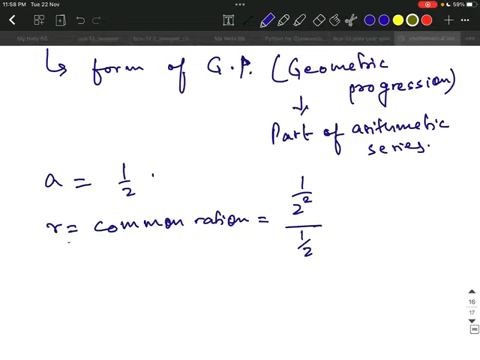 11:58 PM Tue 22 Nov
59%
↳ form of G.P. (Geometric progression)
↓
Part of arithmetic series.
a = 1/2
r = common ration = 1/2² / 1/2
16
17